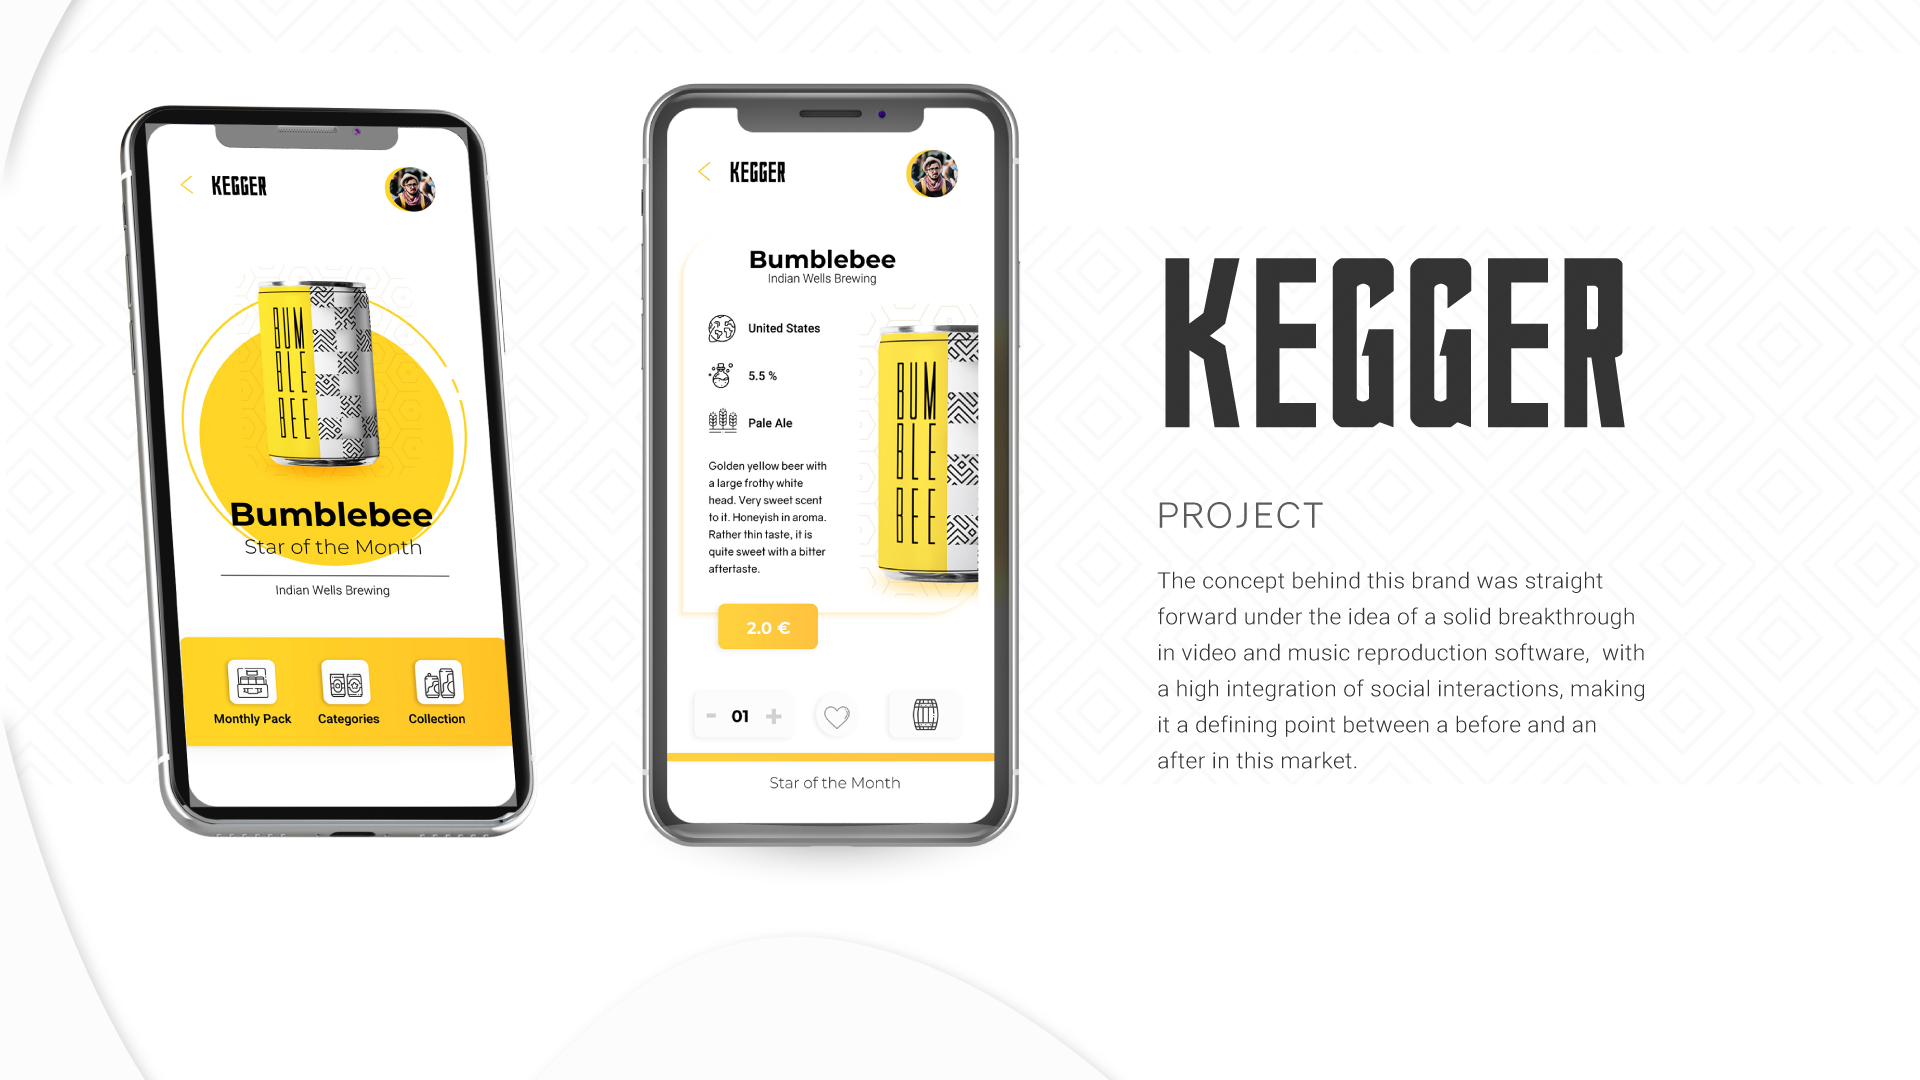 KEGGER
BUM
BLE
BEE
Bumblebee
Star of the Month
Indian Wells Brewing
Monthly Pack
Categories
Collection
KEGGER
Bumblebee
Indian Wells Brewing
United States
5.5 %
Pale Ale
Golden yellow beer with
a large frothy white
head. Very sweet scent
to it. Honeyish in aroma.
Rather thin taste, it is
quite sweet with a bitter
aftertaste.
BUM
BLE
BEE
2.0 €
- 01 +
Star of the Month
KEGGER
PROJECT
The concept behind this brand was straight
forward under the idea of a solid breakthrough
in video and music reproduction software,  with
a high integration of social interactions, making
it a defining point between a before and an
after in this market.